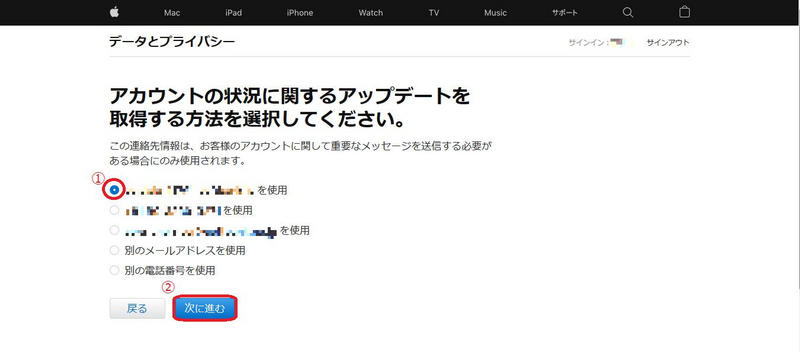 Mac iPad iPhone Watch TV Music サポート
データとプライバシー サインイン： サインアウト
アカウントの状況に関するアップデートを
取得する方法を選択してください。
この連絡先情報は、お客様のアカウントに関して重要なメッセージを送信する必要が
ある場合にのみ使用されます。
① を使用
を使用
を使用
別のメールアドレスを使用
別の電話番号を使用
②
戻る 次に進む